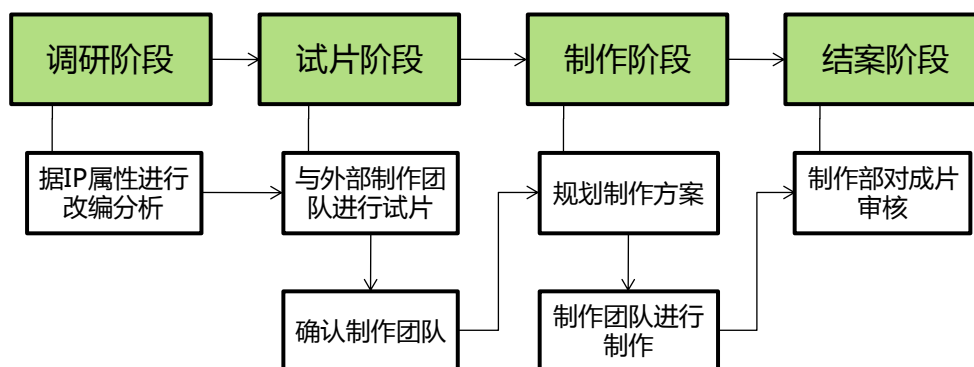 调研阶段
试片阶段
制作阶段
结案阶段
据IP属性进行
改编分析
与外部制作团
队进行试片
规划制作方案
制作部对成片
审核
确认制作团队
制作团队进行
制作